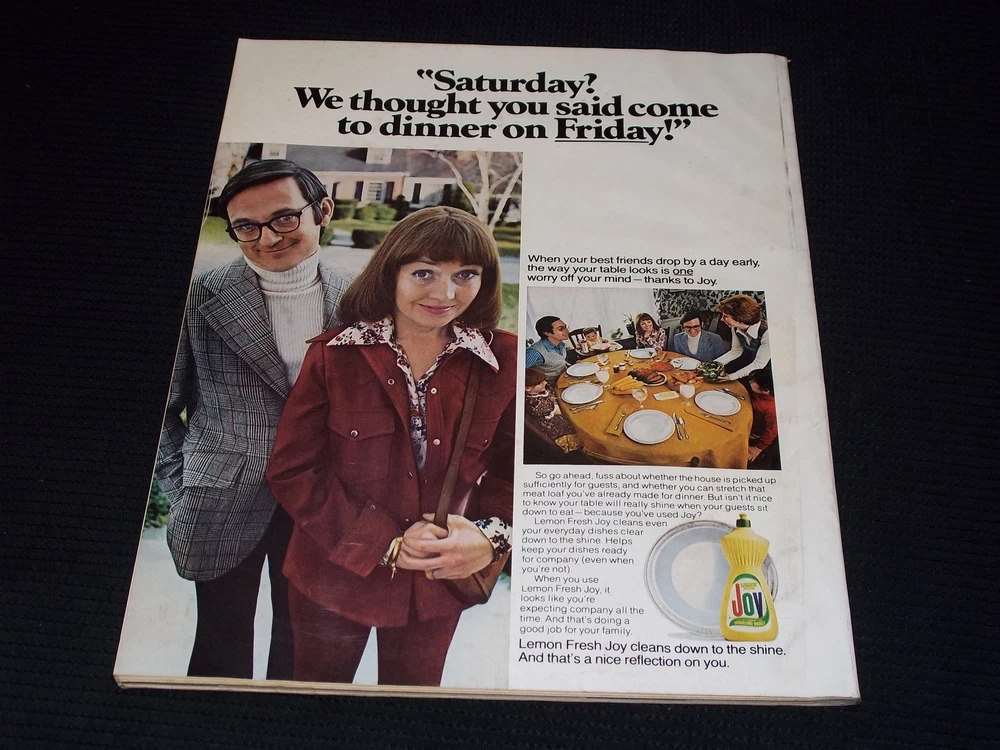 “Saturday?
We thought you said come
to dinner on Friday!”
When your best friends drop by a day early,
the way your table looks is one
worry off your mind — thanks to Joy.
So go ahead, fuss about whether the house is picked up
sufficiently for guests, and whether you can stretch that
meat loaf you’ve already made for dinner. But isn’t it nice
to know your table will really shine when your guests sit
down to eat — because you’ve used Joy?
Lemon Fresh Joy cleans even
your everyday dishes clear
down to the shine. Helps
keep your dishes ready
for company (even when
you’re not).
When you use
Lemon Fresh Joy, it
looks like you’re
expecting company all the
time. And that’s doing a
good job for your family.
Joy
Lemon Fresh Joy cleans down to the shine.
And that’s a nice reflection on you.